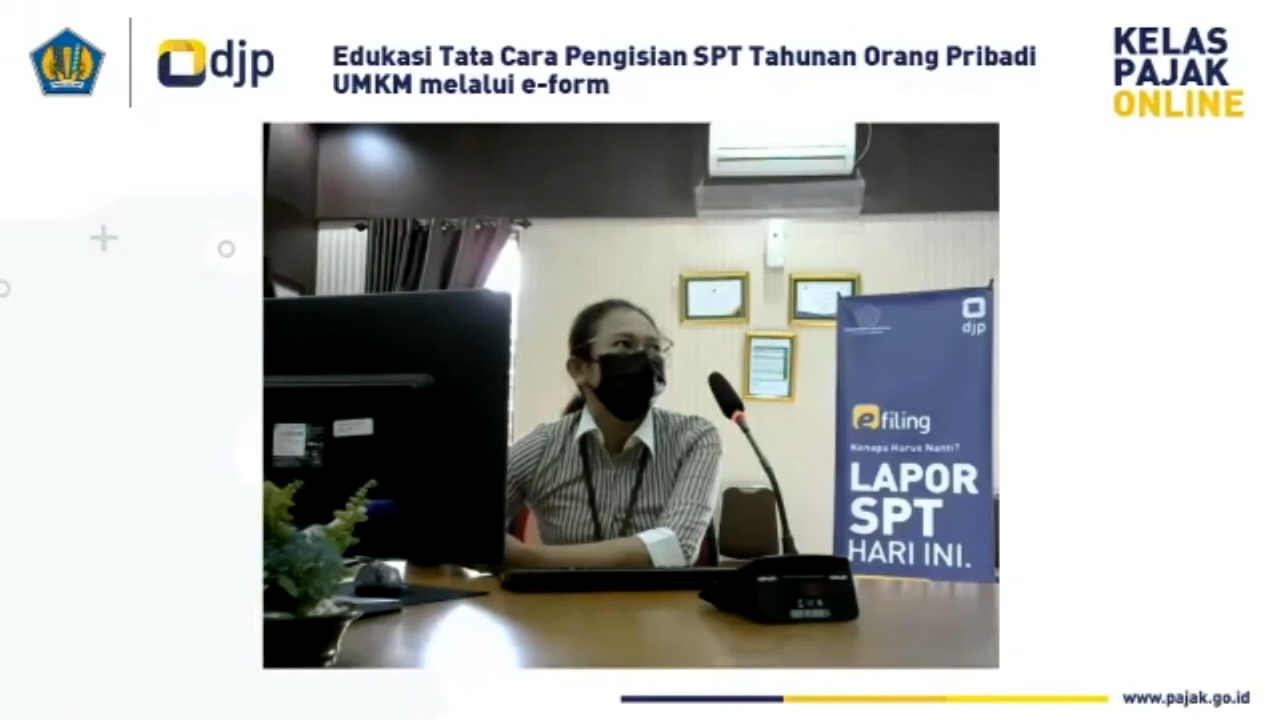 djp
Edukasi Tata Cara Pengisian SPT Tahunan Orang Pribadi
UMKM melalui e-form
KELAS
PAJAK
ONLINE
djp
e filing
Kenapa Harus Nanti?
LAPOR
SPT
HARI INI.
www.pajak.go.id